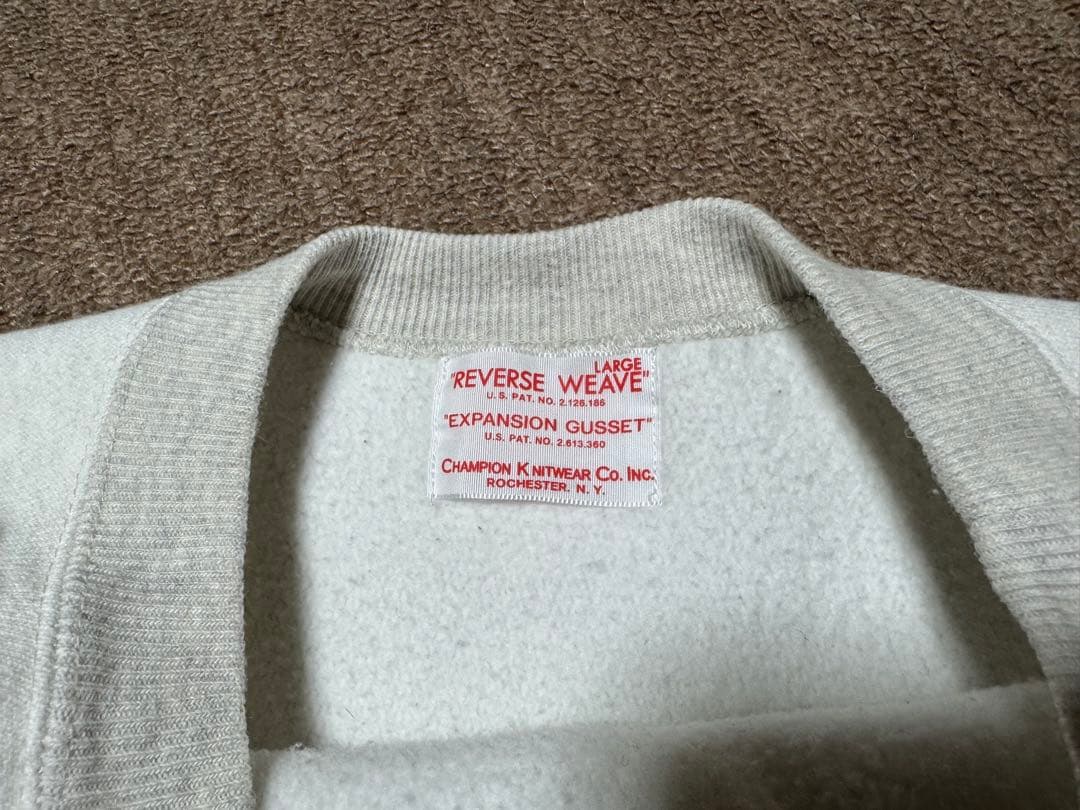 LARGE
"REVERSE WEAVE"
U.S. PAT. NO. 2.126.186
"EXPANSION GUSSET"
U.S. PAT. NO. 2.613.360
CHAMPION KNITWEAR CO. INC.
ROCHESTER. N. Y.